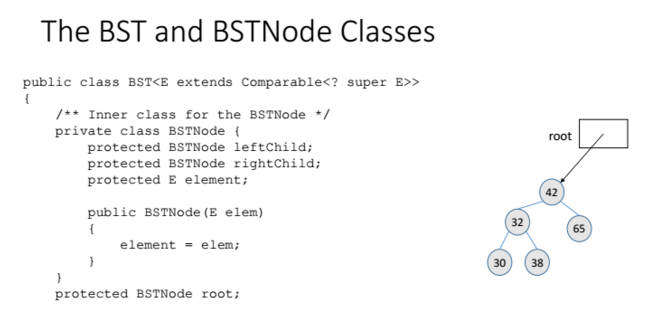 The BST and BSTNode Classes
public class BST<E extends Comparable<? super E>>
{
/** Inner class for the BSTNode */
private class BSTNode {
protected BSTNode leftChild;
protected BSTNode rightChild;
protected E element;
public BSTNode(E elem)
{
element = elem;
}
}
protected BSTNode root;
root
42
32
65
30
38